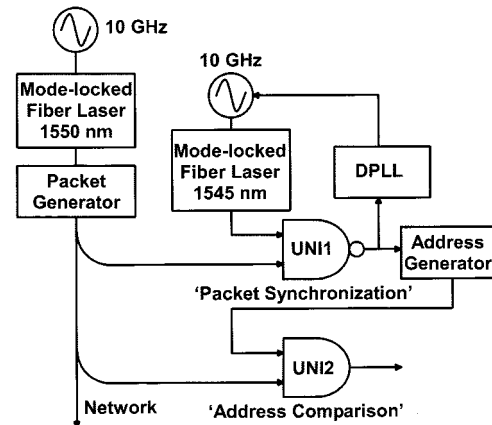 10 GHz
Mode-locked
Fiber Laser
1550 nm
Packet
Generator
10 GHz
Mode-locked
Fiber Laser
1545 nm
DPLL
UNI1
Address
Generator
'Packet Synchronization'
UNI2
Network
'Address Comparison'